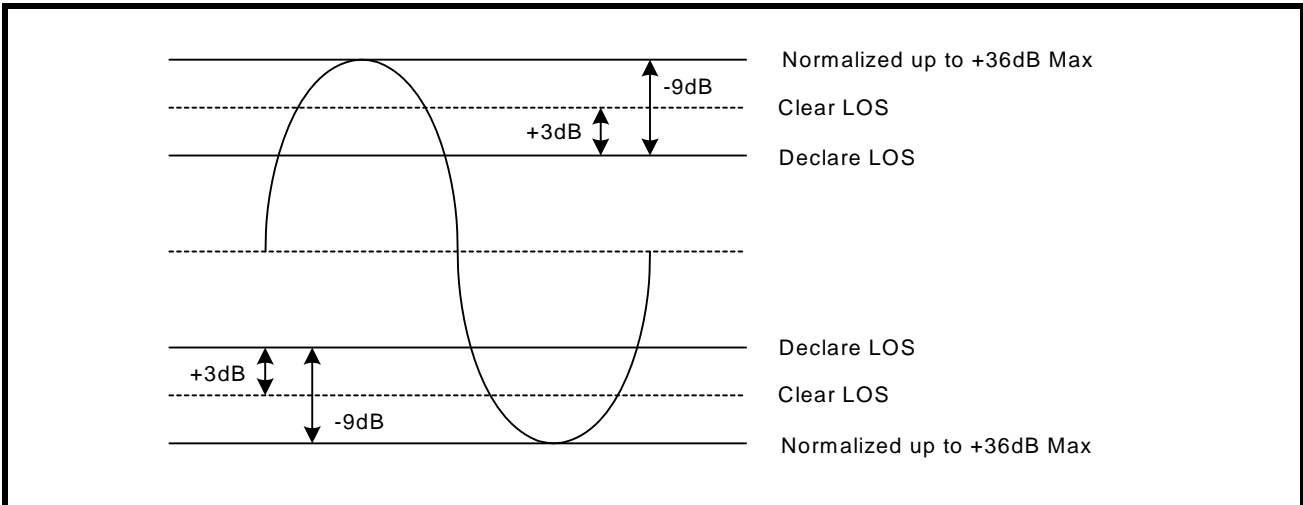 Normalized up to +36dB Max
-9dB
Clear LOS
+3dB
Declare LOS
Declare LOS
+3dB
Clear LOS
-9dB
Normalized up to +36dB Max